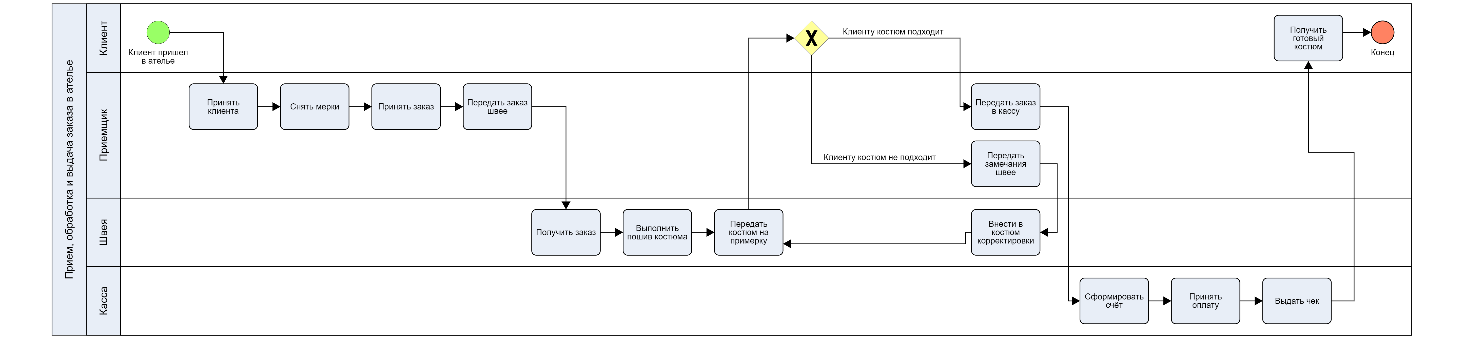 Прием, обработка и выдача заказа в ателье
Клиент
Клиент пришел
в ателье
X
Клиенту костюм подходит
Получить
готовый
костюм
Конец
Приемщик
Принять
клиента
Снять мерки
Принять заказ
Передать заказ
швее
Передать заказ
в кассу
Клиенту костюм не подходит
Передать
замечания
швее
Швея
Получить заказ
Выполнить
пошив костюма
Передать
костюм на
примерку
Внести в
костюм
корректировки
Касса
Сформировать
счёт
Принять
оплату
Выдать чек